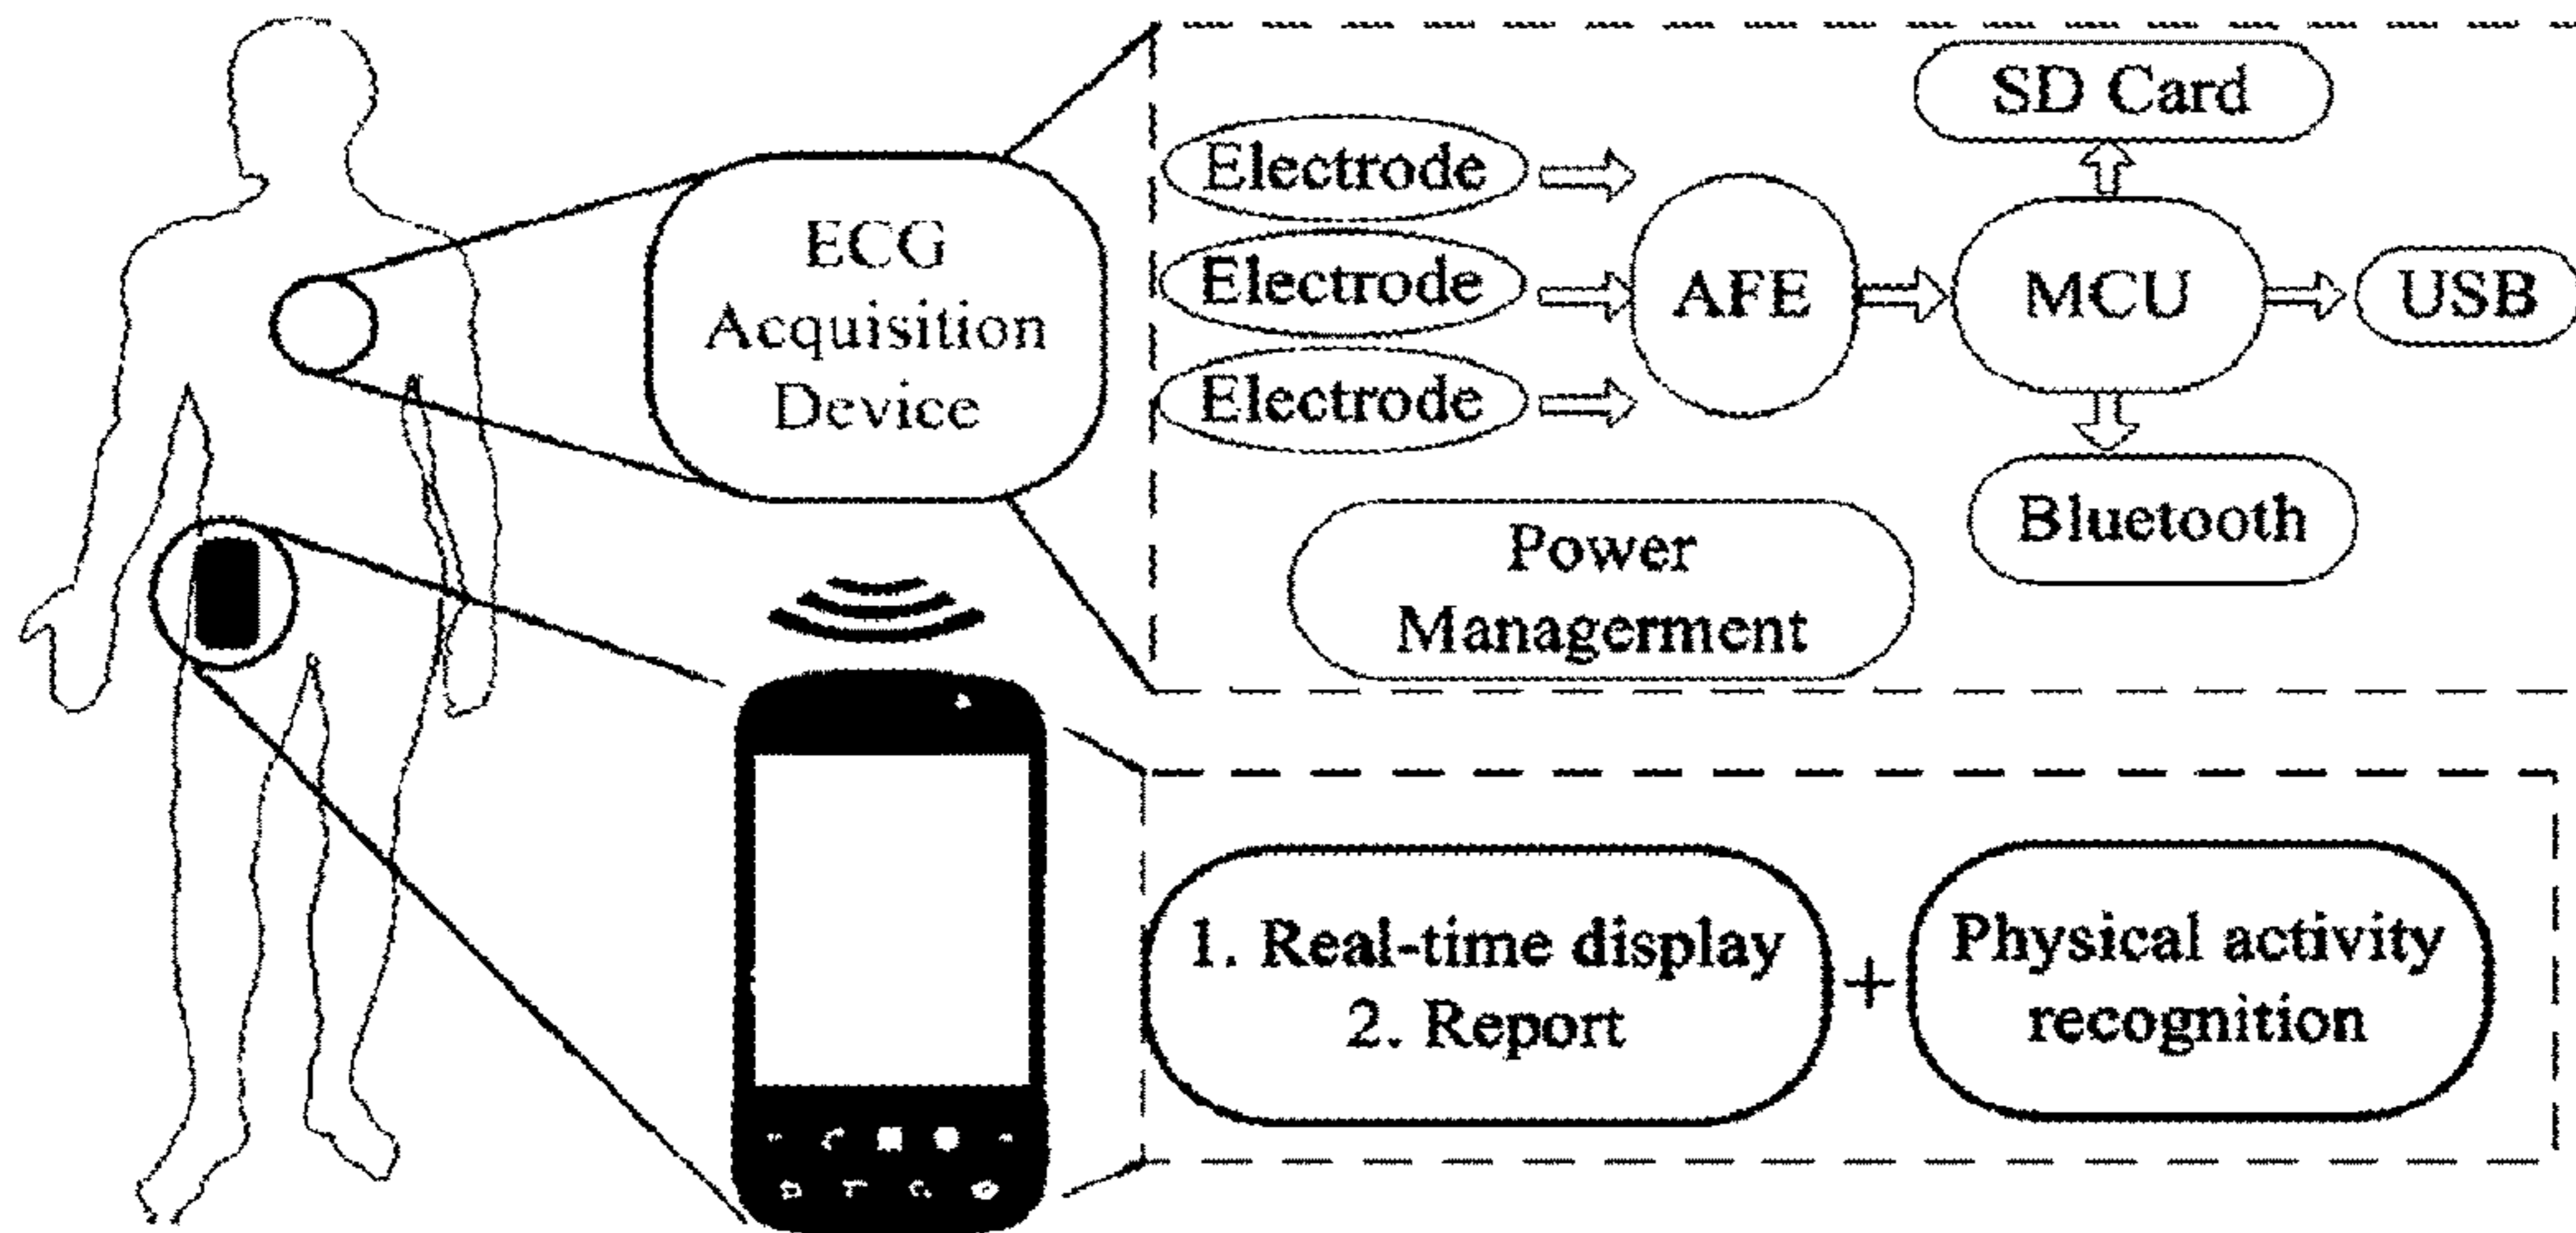 ECG
Acquisition
Device
SD Card
Electrode
Electrode
Electrode
AFE
MCU
USB
Bluetooth
Power
Managerment
1. Real-time display
2. Report
+
Physical activity
recognition